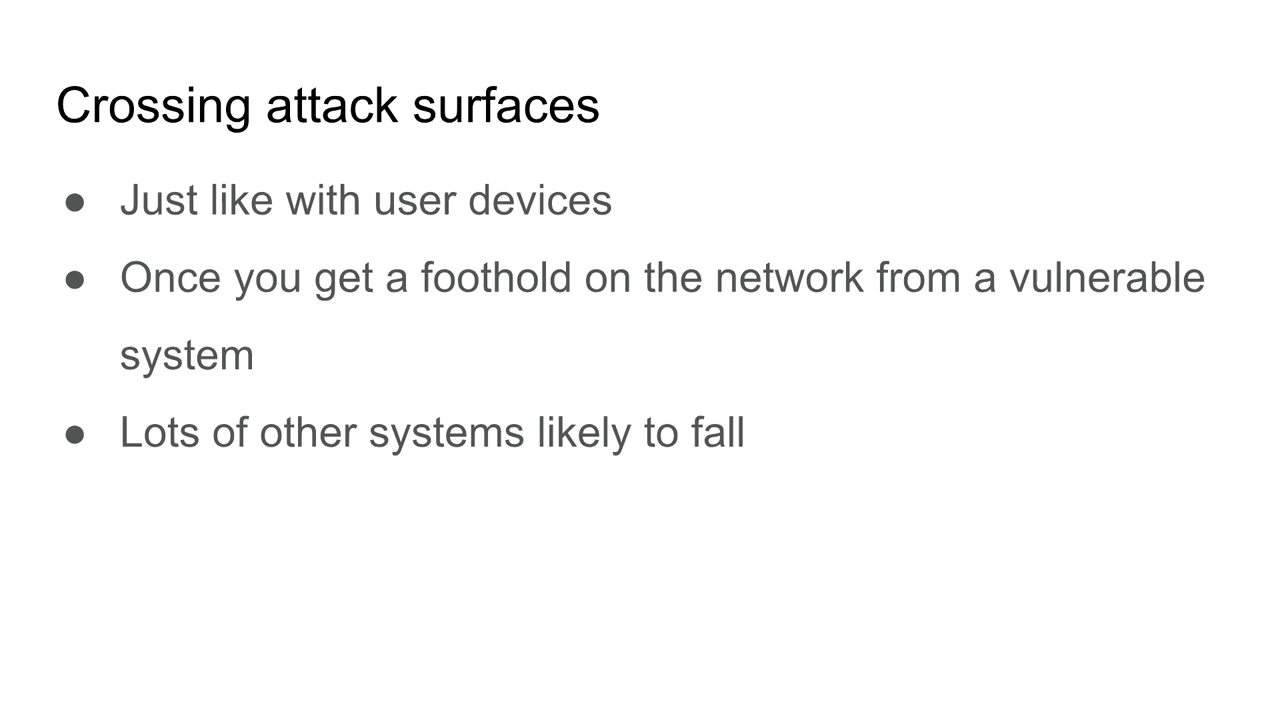 Crossing attack surfaces
● Just like with user devices
● Once you get a foothold on the network from a vulnerable
system
● Lots of other systems likely to fall